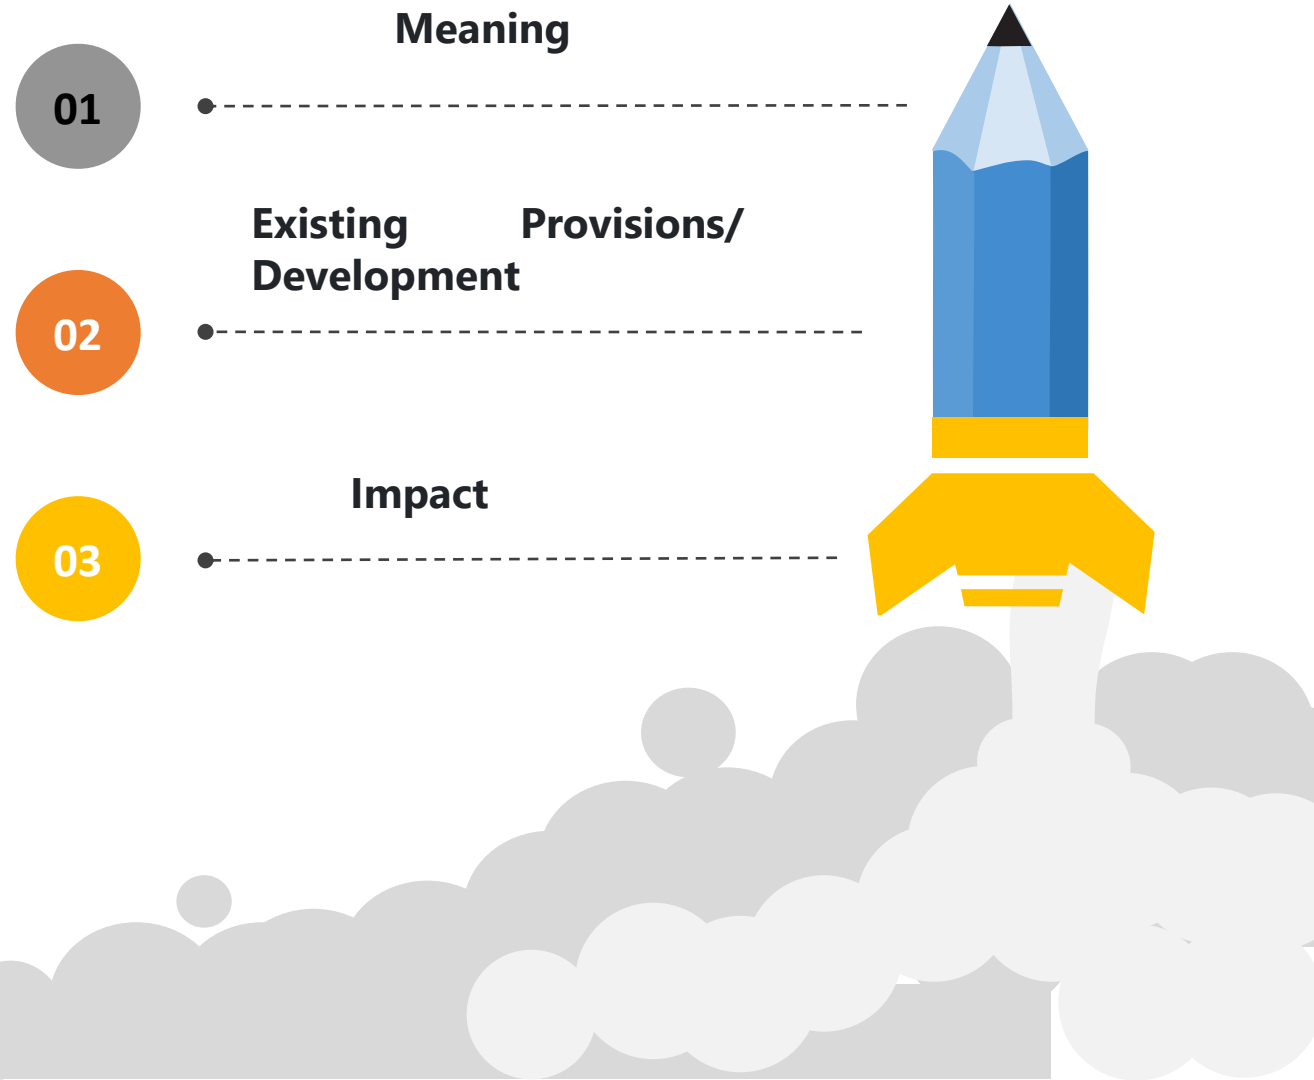 Meaning
01
Existing Provisions/
Development
02
Impact
03